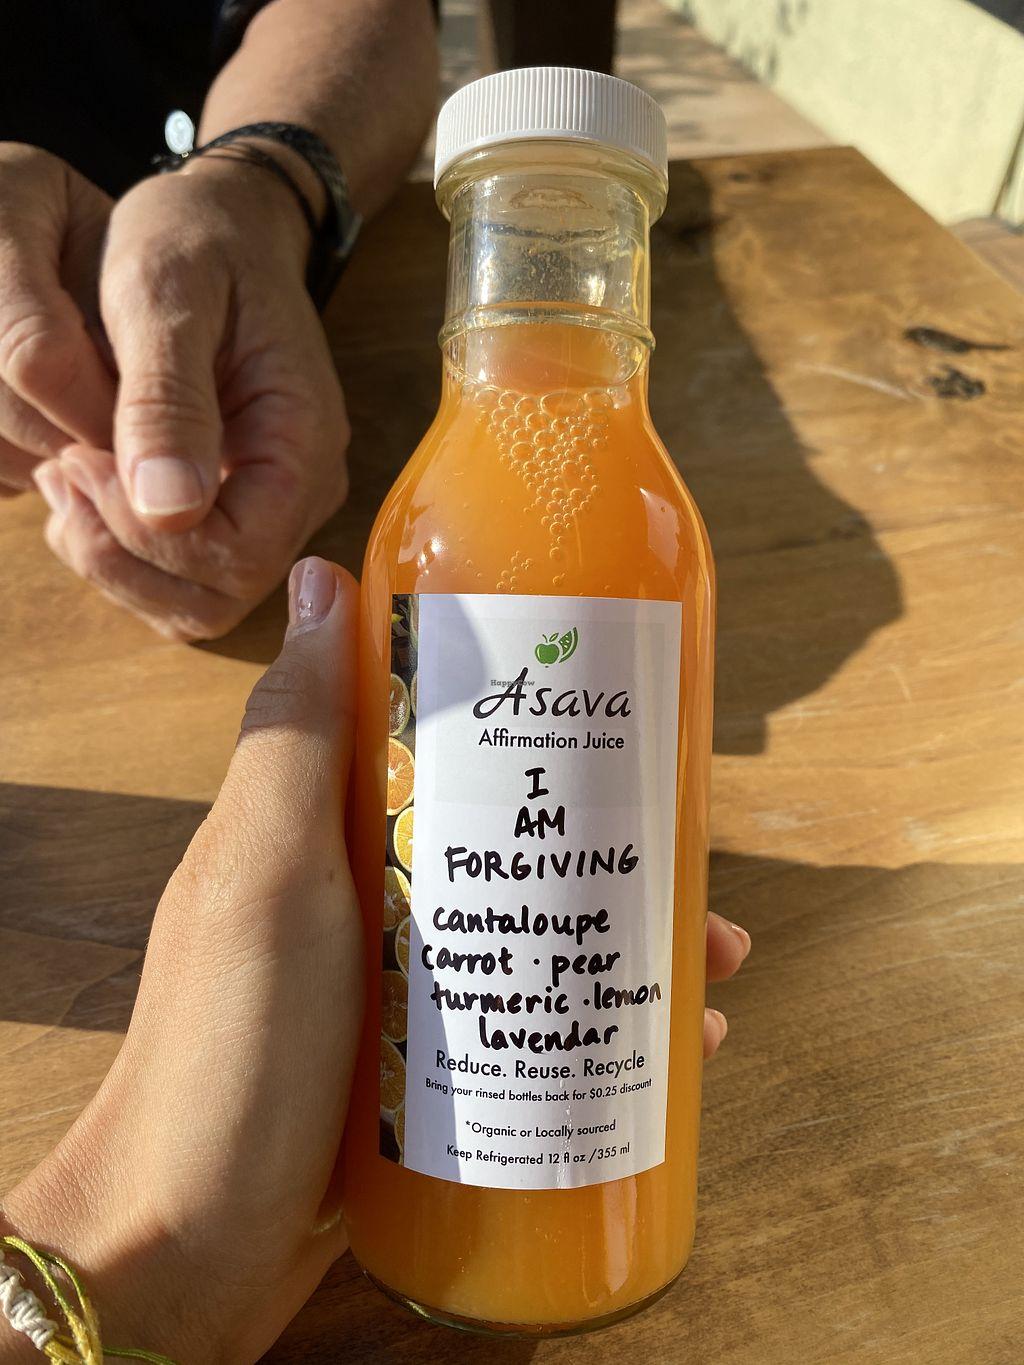 HappyCow
Asava
Affirmation Juice
I
AM
FORGIVING
cantaloupe
carrot · pear
turmeric · lemon
lavendar
Reduce. Reuse. Recycle
Bring your rinsed bottles back for $0.25 discount
*Organic or Locally sourced
Keep Refrigerated 12 fl oz / 355 ml